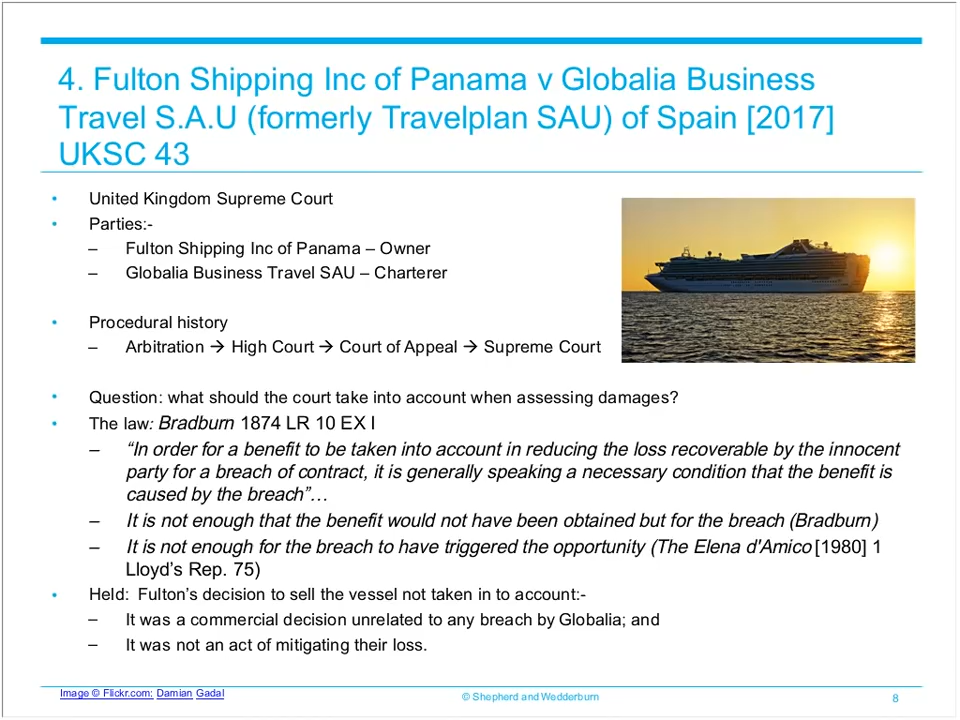 4. Fulton Shipping Inc of Panama v Globalia Business
Travel S.A.U (formerly Travelplan SAU) of Spain [2017]
UKSC 43
• United Kingdom Supreme Court
• Parties:-
– Fulton Shipping Inc of Panama – Owner
– Globalia Business Travel SAU – Charterer
• Procedural history
– Arbitration → High Court → Court of Appeal → Supreme Court
• Question: what should the court take into account when assessing damages?
• The law: Bradburn 1874 LR 10 EX I
– “In order for a benefit to be taken into account in reducing the loss recoverable by the innocent
party for a breach of contract, it is generally speaking a necessary condition that the benefit is
caused by the breach”…
– It is not enough that the benefit would not have been obtained but for the breach (Bradburn)
– It is not enough for the breach to have triggered the opportunity (The Elena d'Amico [1980] 1
Lloyd’s Rep. 75)
• Held: Fulton’s decision to sell the vessel not taken in to account:-
– It was a commercial decision unrelated to any breach by Globalia; and
– It was not an act of mitigating their loss.
Image © Flickr.com: Damian Gadal
© Shepherd and Wedderburn
8